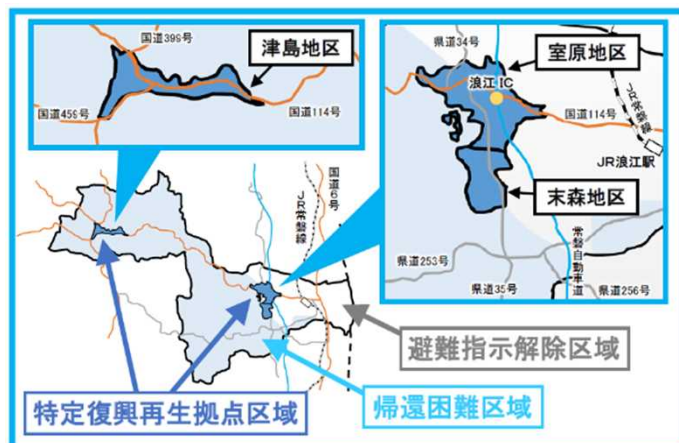 国道399号
津島地区
国道459号
国道114号
県道34号
室原地区
浪江IC
国道114号
JR常磐線
JR浪江駅
末森地区
常磐自動車道
県道253号
県道35号
県道256号
国道6号
JR常磐線
避難指示解除区域
特定復興再生拠点区域
帰還困難区域